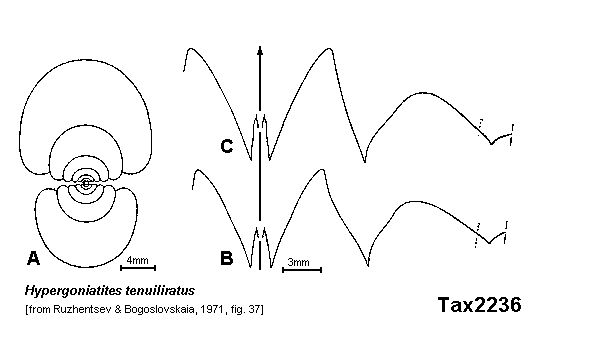 C
A
4mm
B
3mm
Hypergoniatites tenuiliratus
[from Ruzhentsev & Bogoslovskaia, 1971, fig. 37]
Tax2236